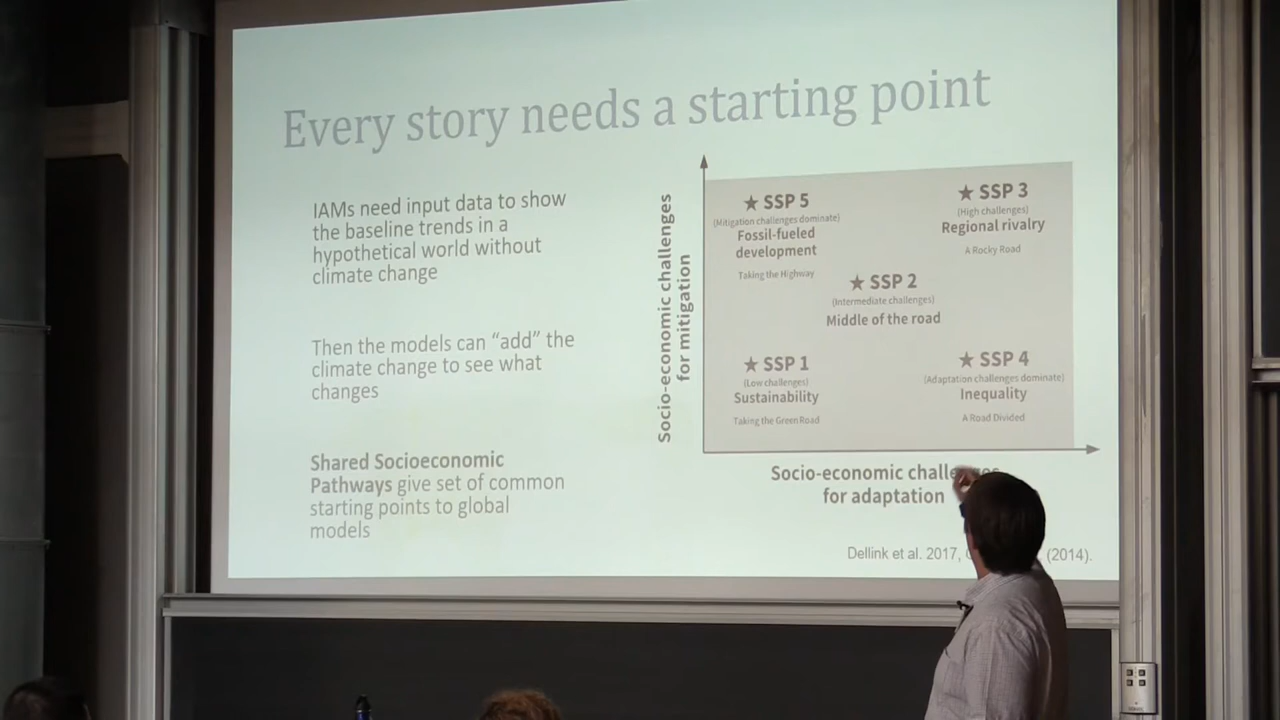 Every story needs a starting point
IAMs need input data to show
the baseline trends in a
hypothetical world without
climate change
Then the models can “add” the
climate change to see what
changes
Shared Socioeconomic
Pathways give set of common
starting points to global
models
Socio-economic challenges
for mitigation
★ SSP 5
(Mitigation challenges dominate)
Fossil-fueled
development
Taking the Highway
★ SSP 3
(High challenges)
Regional rivalry
A Rocky Road
★ SSP 2
(Intermediate challenges)
Middle of the road
★ SSP 1
(Low challenges)
Sustainability
Taking the Green Road
★ SSP 4
(Adaptation challenges dominate)
Inequality
A Road Divided
Socio-economic challenges
for adaptation
Dellink et al. 2017, (2014).